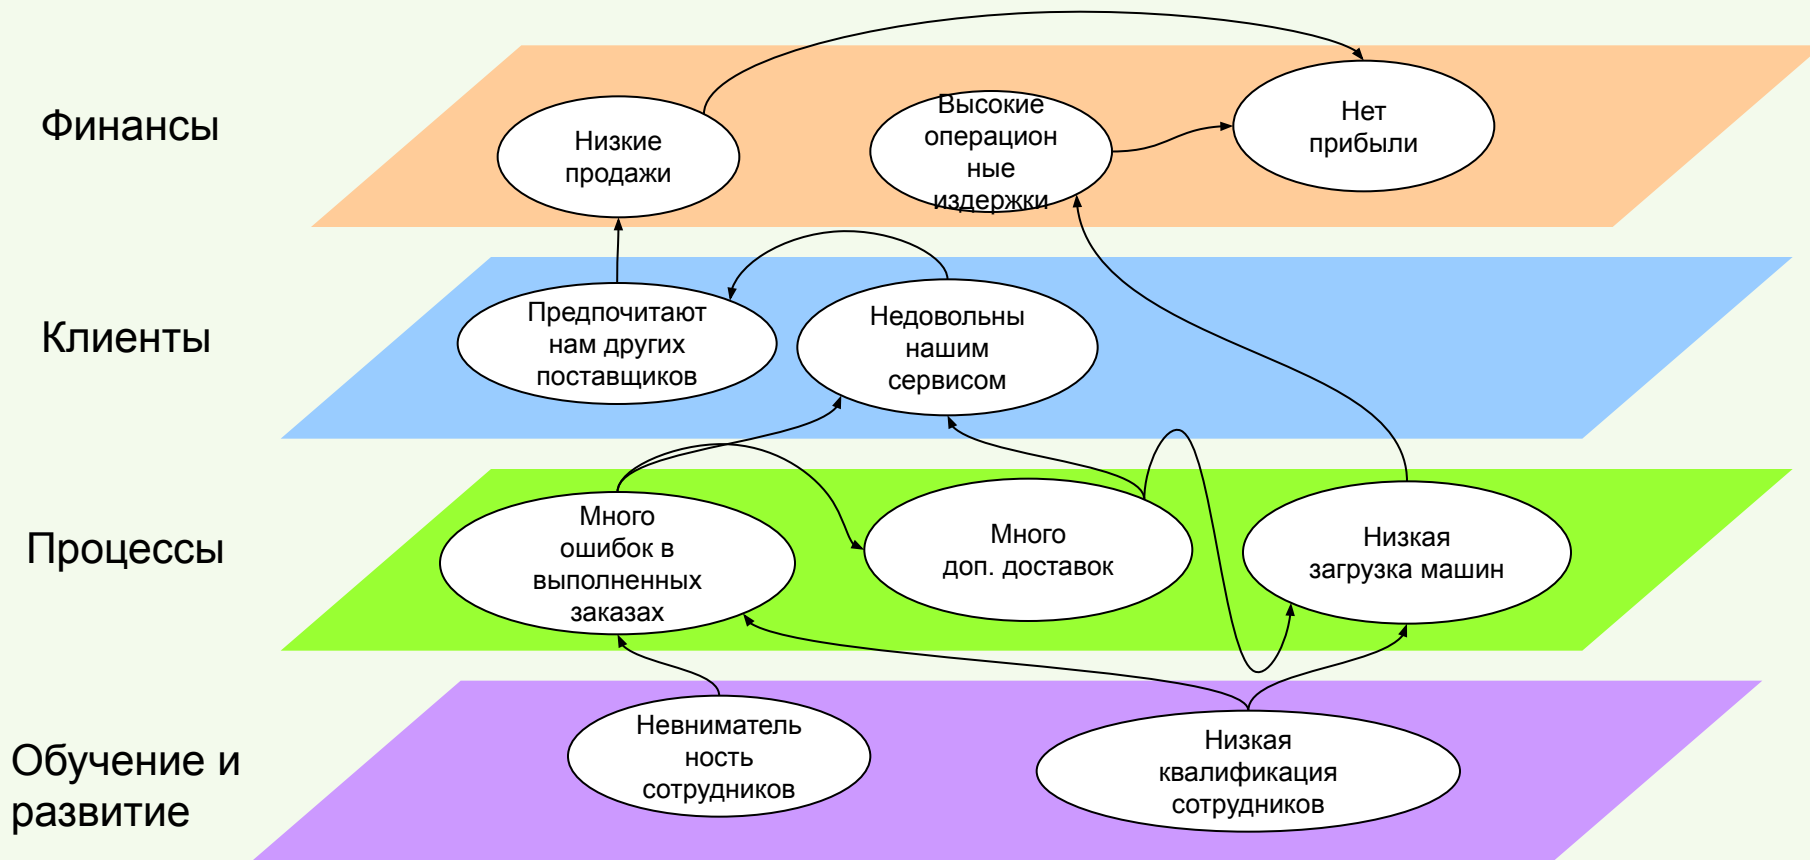 Финансы
Низкие
продажи
Высокие
операцион
ные
издержки
Нет
прибыли
Клиенты
Предпочитают
нам других
поставщиков
Недовольны
нашим
сервисом
Процессы
Много
ошибок в
выполненных
заказах
Много
доп. доставок
Низкая
загрузка машин
Обучение и
развитие
Невниматель
ность
сотрудников
Низкая
квалификация
сотрудников